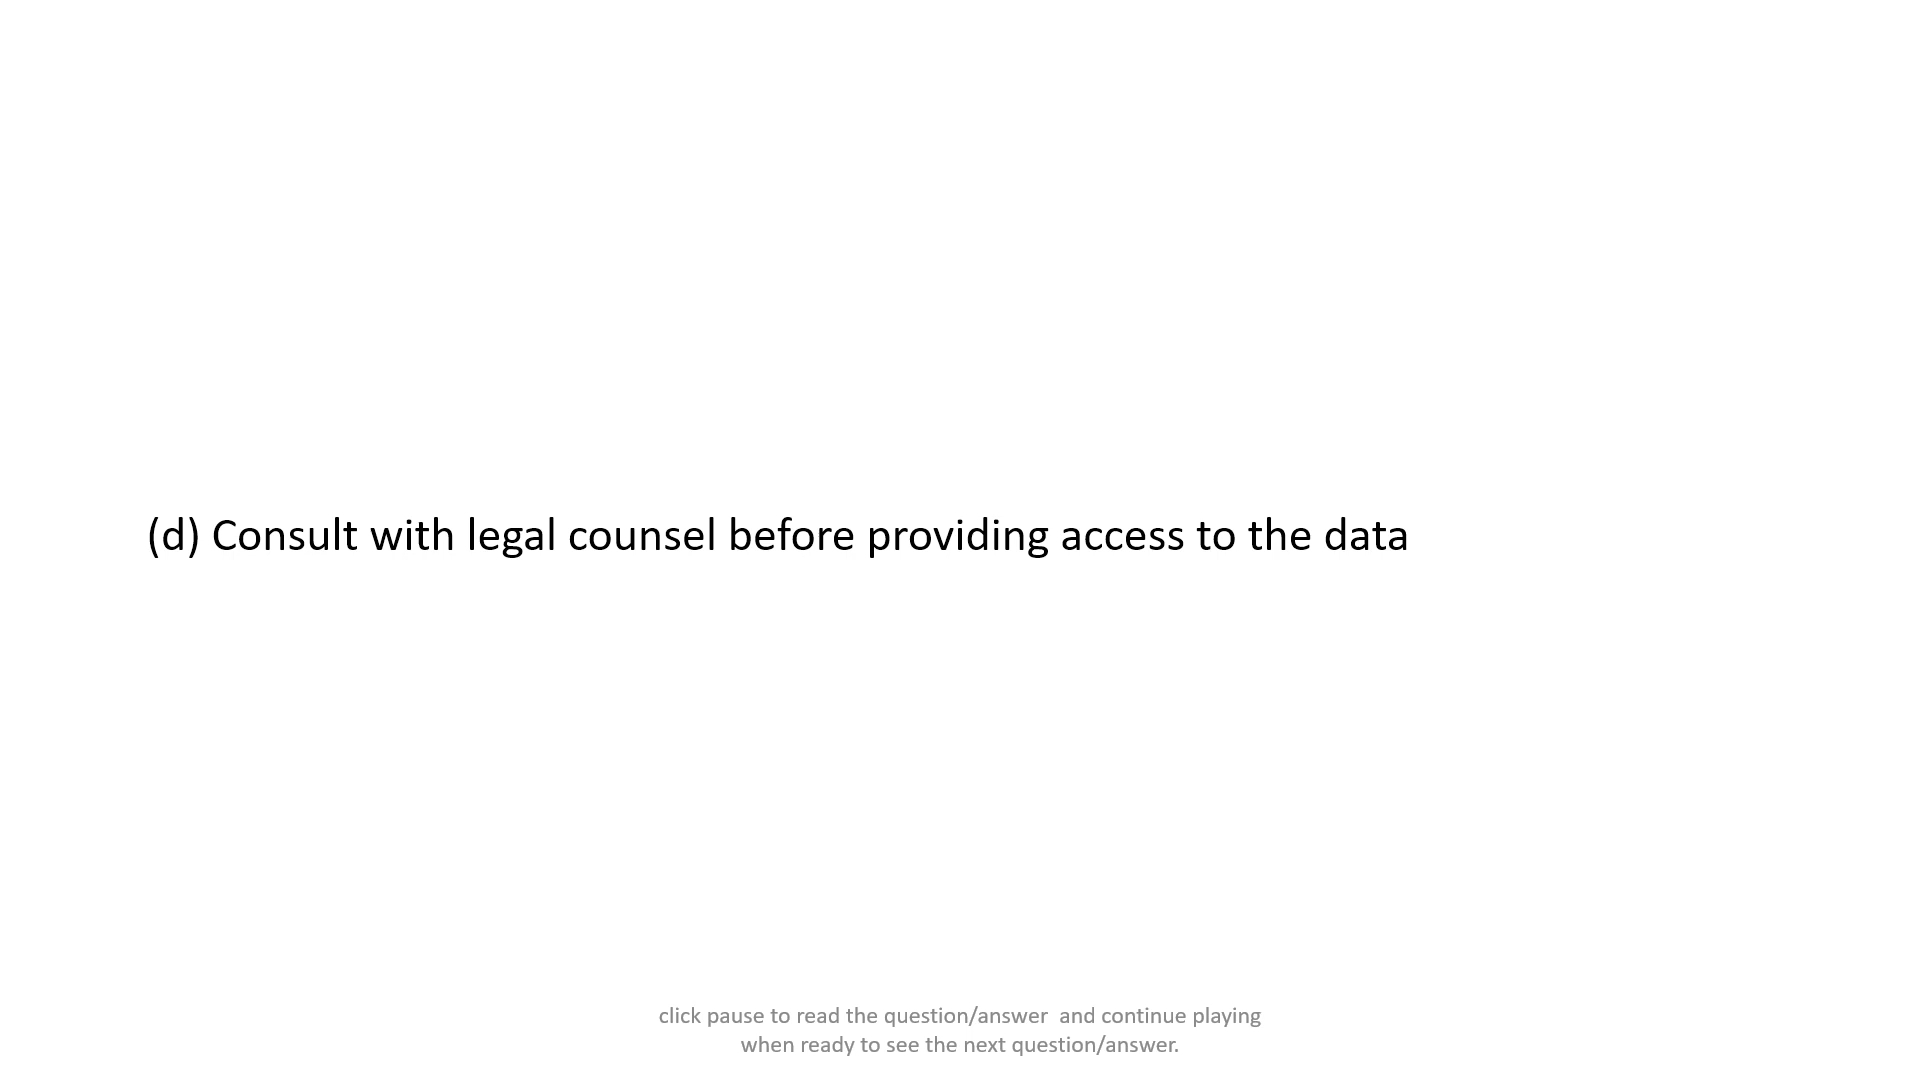 (d) Consult with legal counsel before providing access to the data
click pause to read the question/answer  and continue playing
when ready to see the next question/answer.